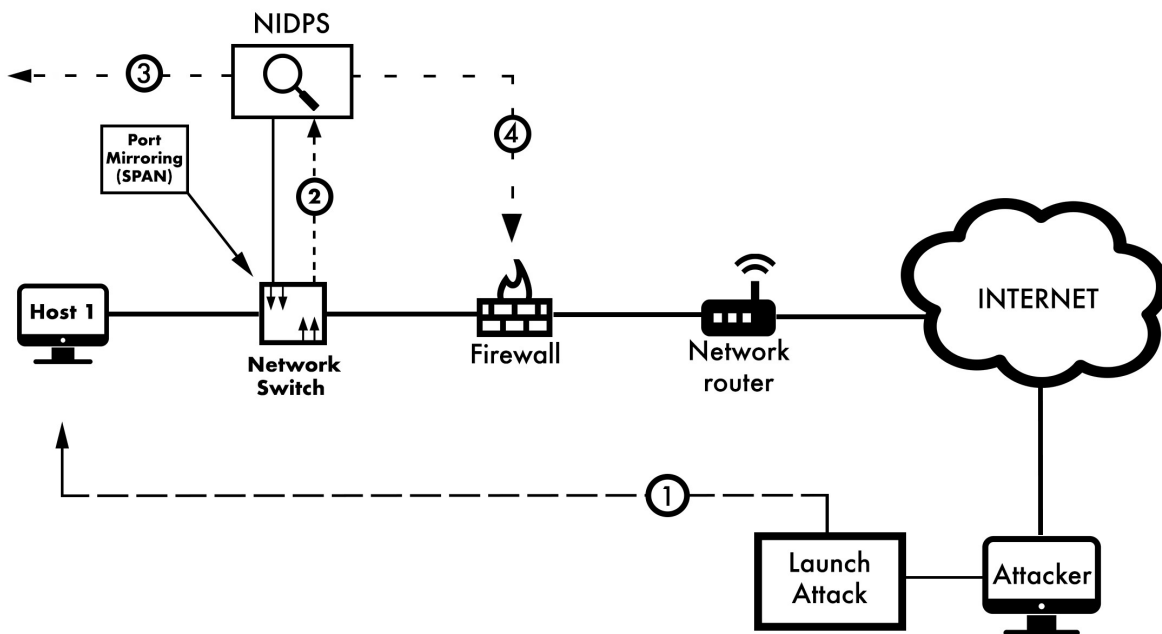 NIDPS
3
4
Port
Mirroring
(SPAN)
2
Host 1
Network
Switch
Firewall
Network
router
INTERNET
1
Launch
Attack
Attacker